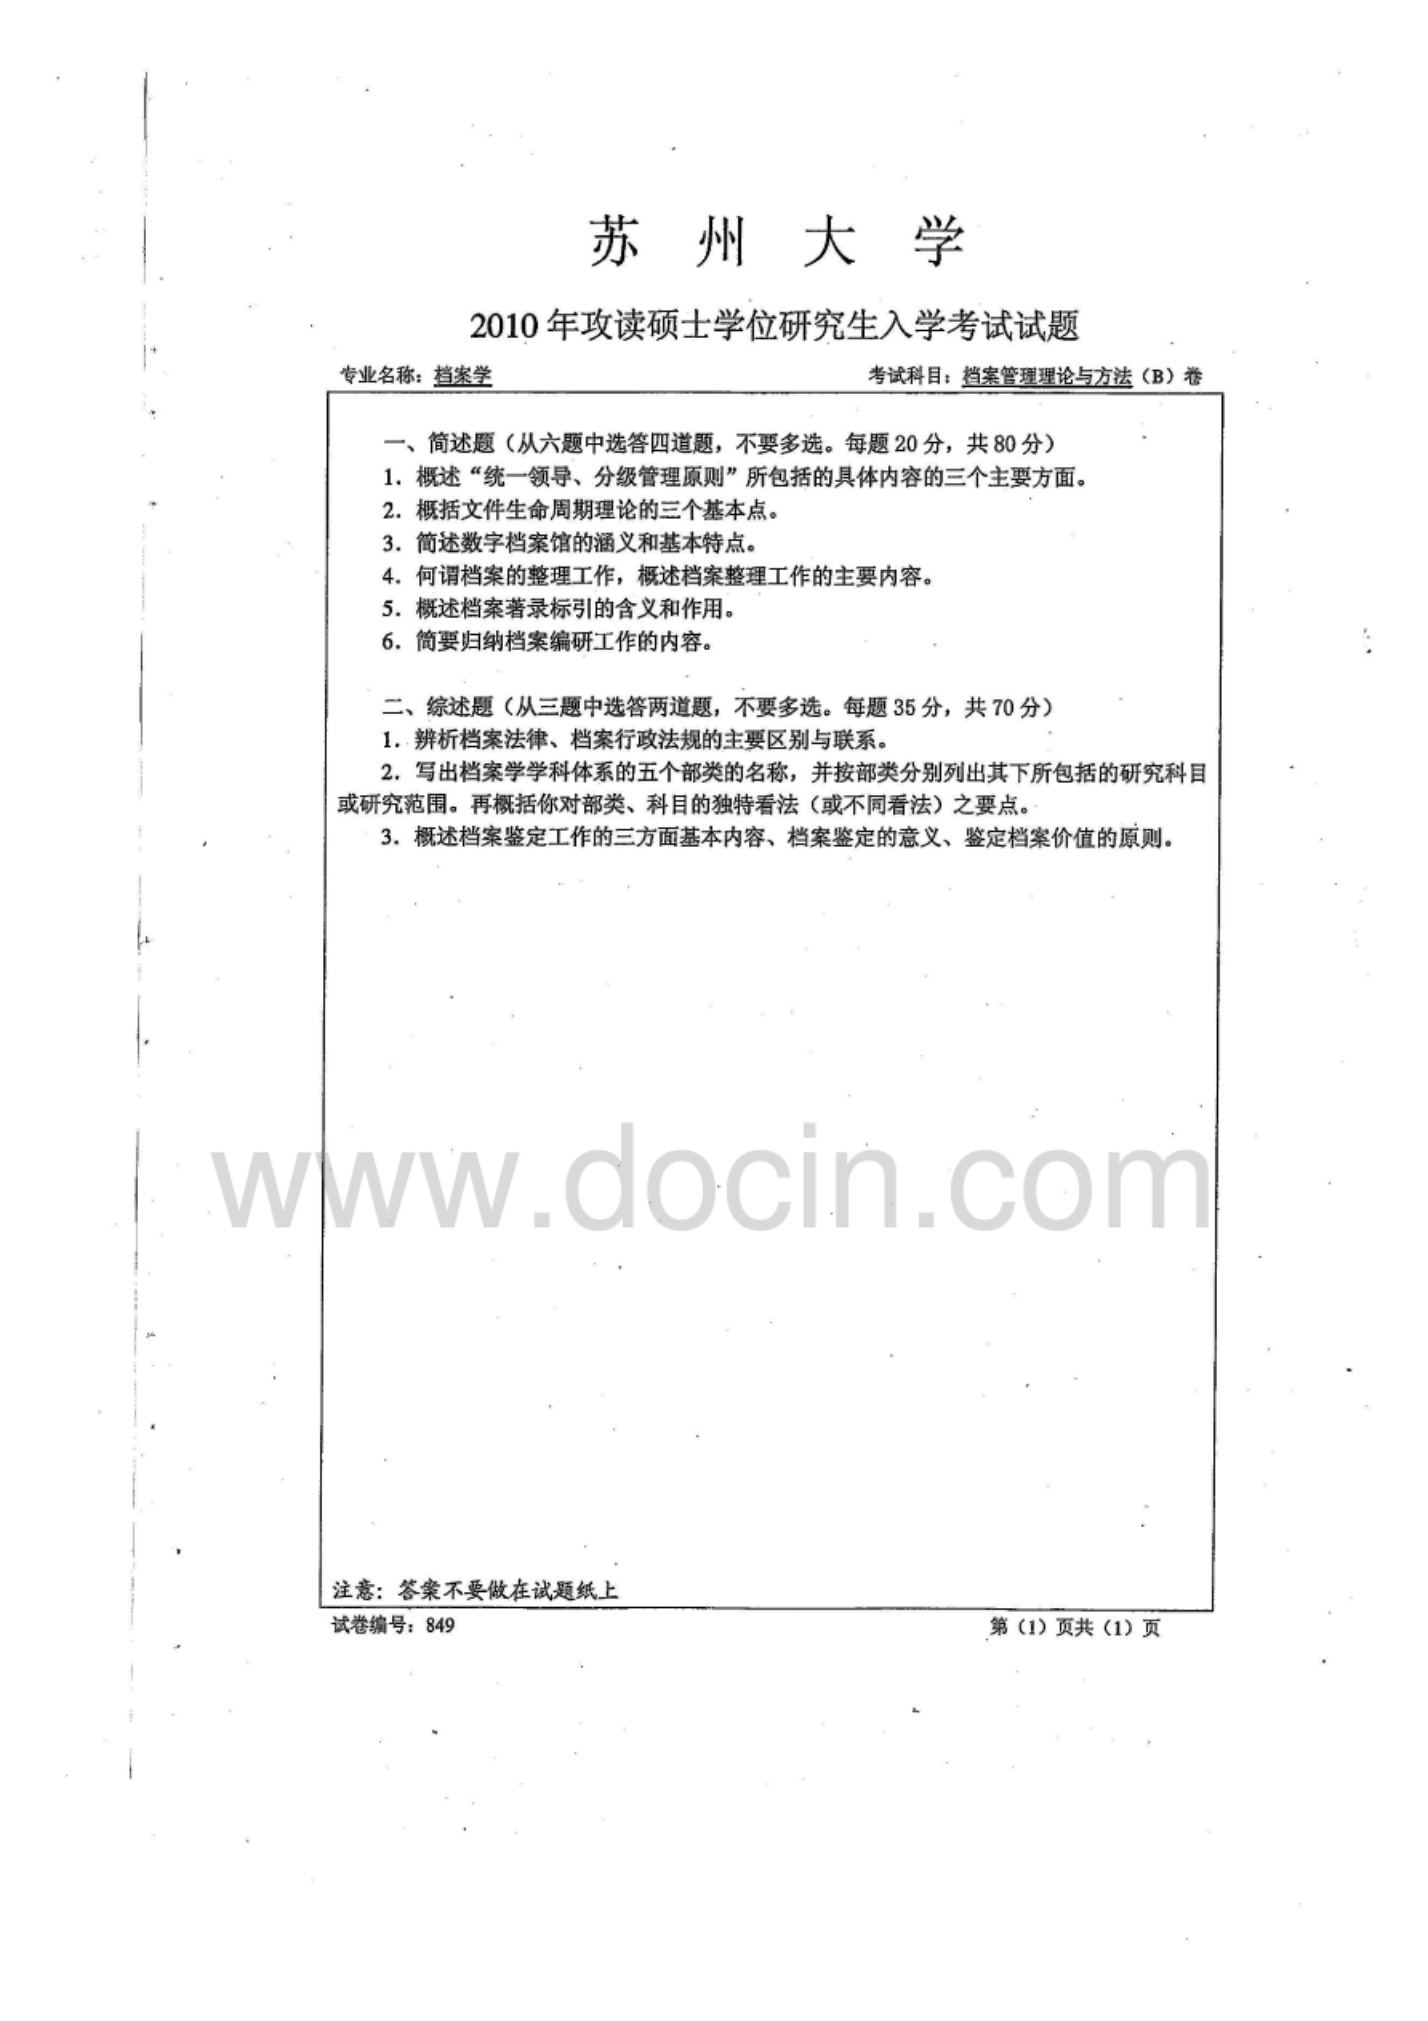 苏州大学
2010年攻读硕士学位研究生入学考试试题
专业名称：档案学 考试科目：档案管理理论与方法（B）卷
一、简述题（从六题中选答四道题，不要多选。每题20分，共80分）
1．概述“统一领导、分级管理原则”所包括的具体内容的三个主要方面。
2．概括文件生命周期理论的三个基本点。
3．简述数字档案馆的涵义和基本特点。
4．何谓档案的整理工作，概述档案整理工作的主要内容。
5．概述档案著录标引的含义和作用。
6．简要归纳档案编研工作的内容。
二、综述题（从三题中选答两道题，不要多选。每题35分，共70分）
1．辨析档案法律、档案行政法规的主要区别与联系。
2．写出档案学学科体系的五个部类的名称，并按部类分别列出其下所包括的研究科目
或研究范围。再概括你对部类、科目的独特看法（或不同看法）之要点。
3．概述档案鉴定工作的三方面基本内容、档案鉴定的意义、鉴定档案价值的原则。
www.docin.com
注意：答案不要做在试题纸上
试卷编号：849 第（1）页共（1）页